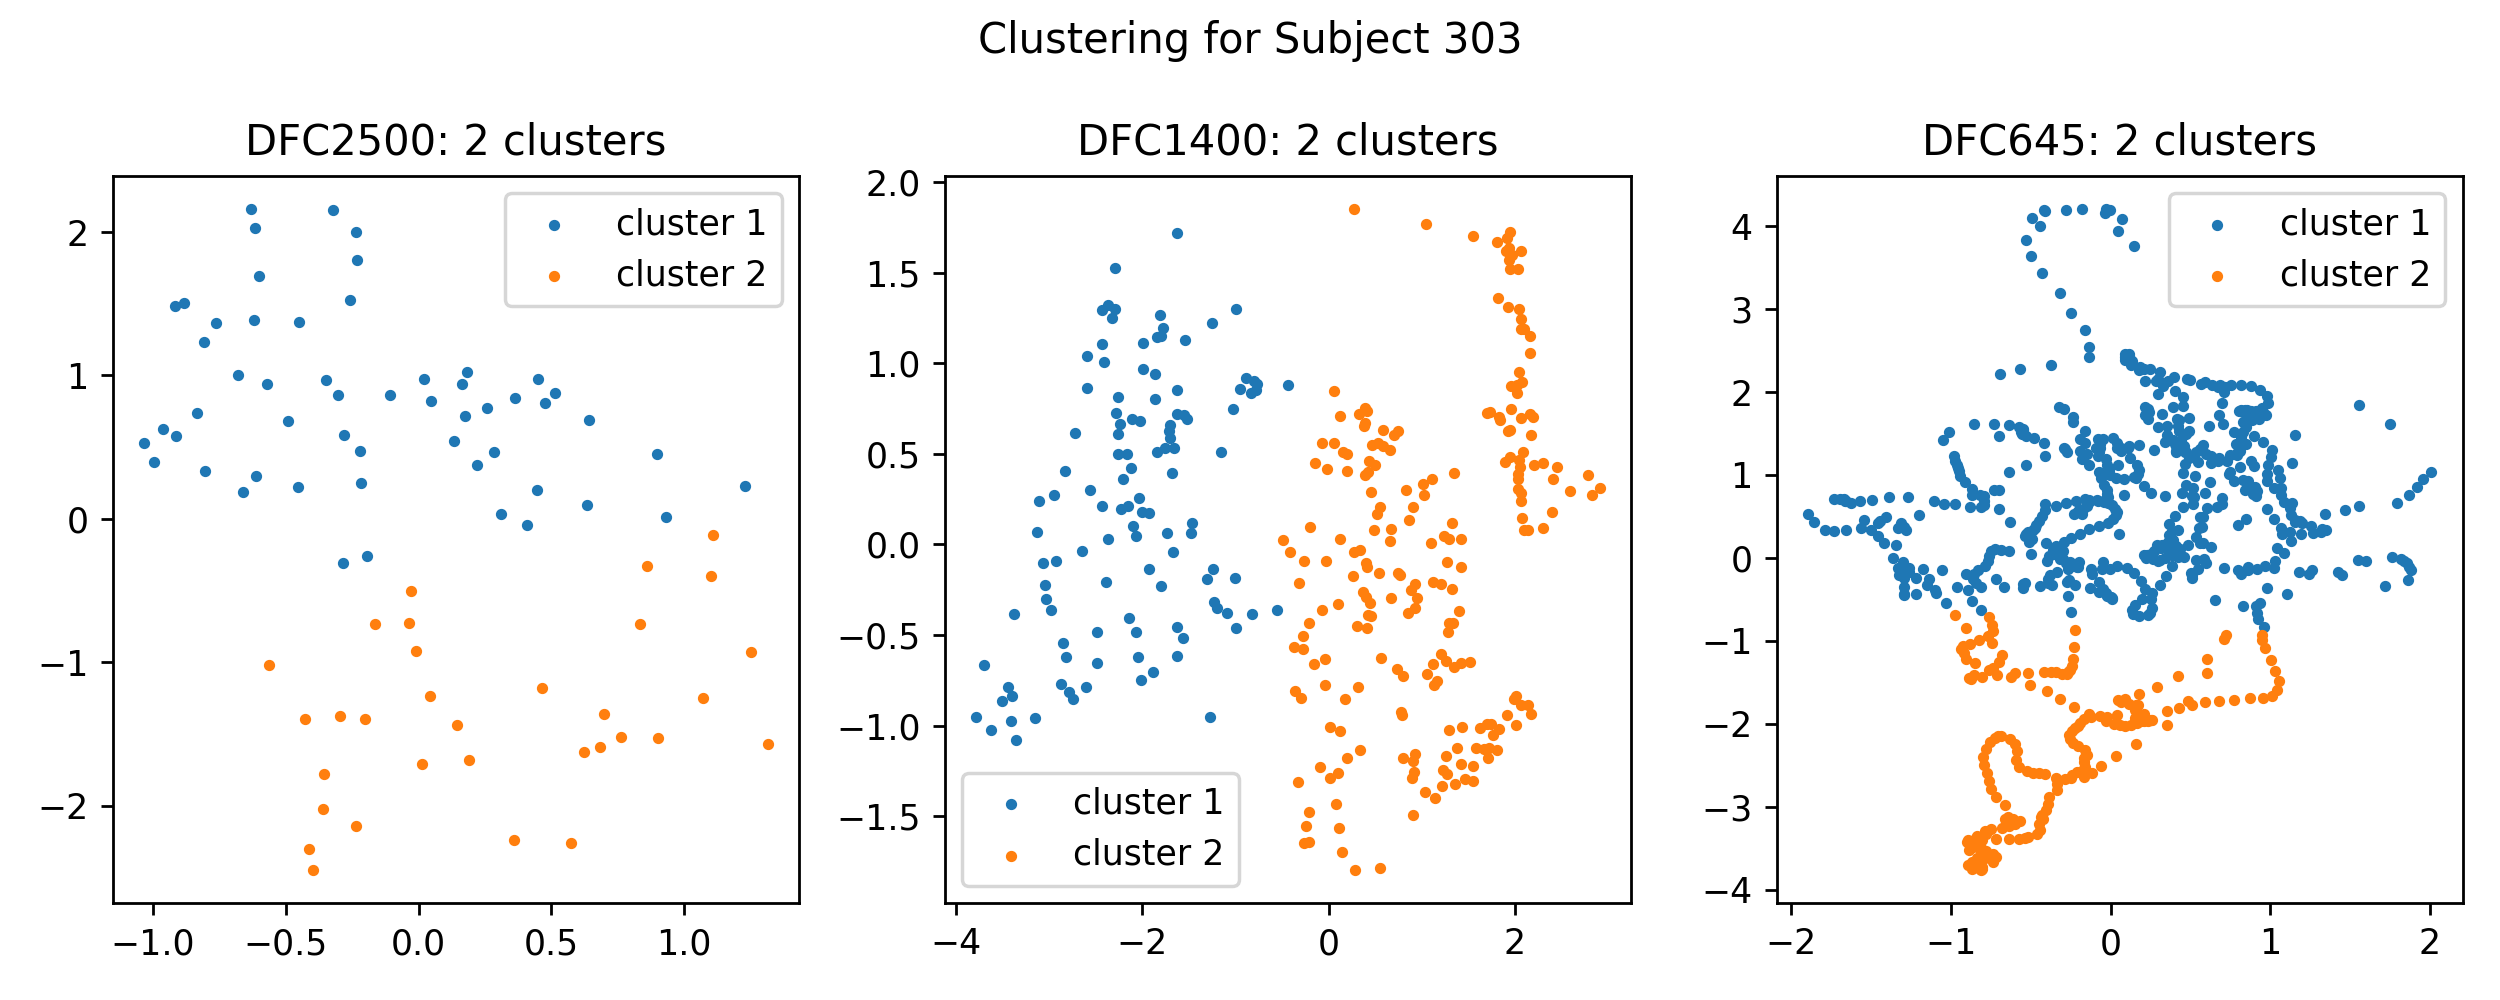 Clustering for Subject 303
DFC2500: 2 clusters
cluster 1
cluster 2
2
1
0
−1
−2
−1.0 −0.5 0.0 0.5 1.0
DFC1400: 2 clusters
2.0
1.5
1.0
0.5
0.0
−0.5
−1.0
−1.5
cluster 1
cluster 2
−4 −2 0 2
DFC645: 2 clusters
cluster 1
cluster 2
4
3
2
1
0
−1
−2
−3
−4
−2 −1 0 1 2